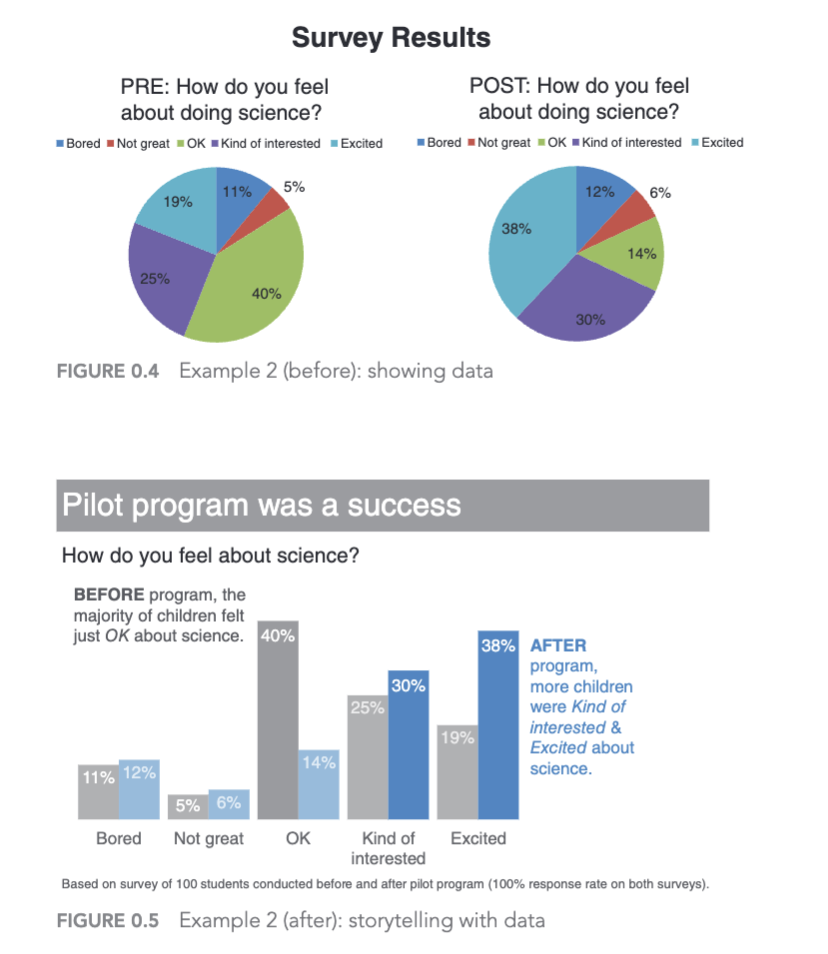 Survey Results
PRE: How do you feel
about doing science?
Bored Not great OK Kind of interested Excited
11%
5%
40%
25%
19%
POST: How do you feel
about doing science?
Bored Not great OK Kind of interested Excited
12%
6%
14%
30%
38%
FIGURE 0.4 Example 2 (before): showing data
Pilot program was a success
How do you feel about science?
BEFORE program, the
majority of children felt
just OK about science.
11% 12%
5% 6%
40% 14%
25% 30%
19% 38%
AFTER
program,
more children
were Kind of
interested &
Excited about
science.
Bored Not great OK Kind of Excited
interested
Based on survey of 100 students conducted before and after pilot program (100% response rate on both surveys).
FIGURE 0.5 Example 2 (after): storytelling with data